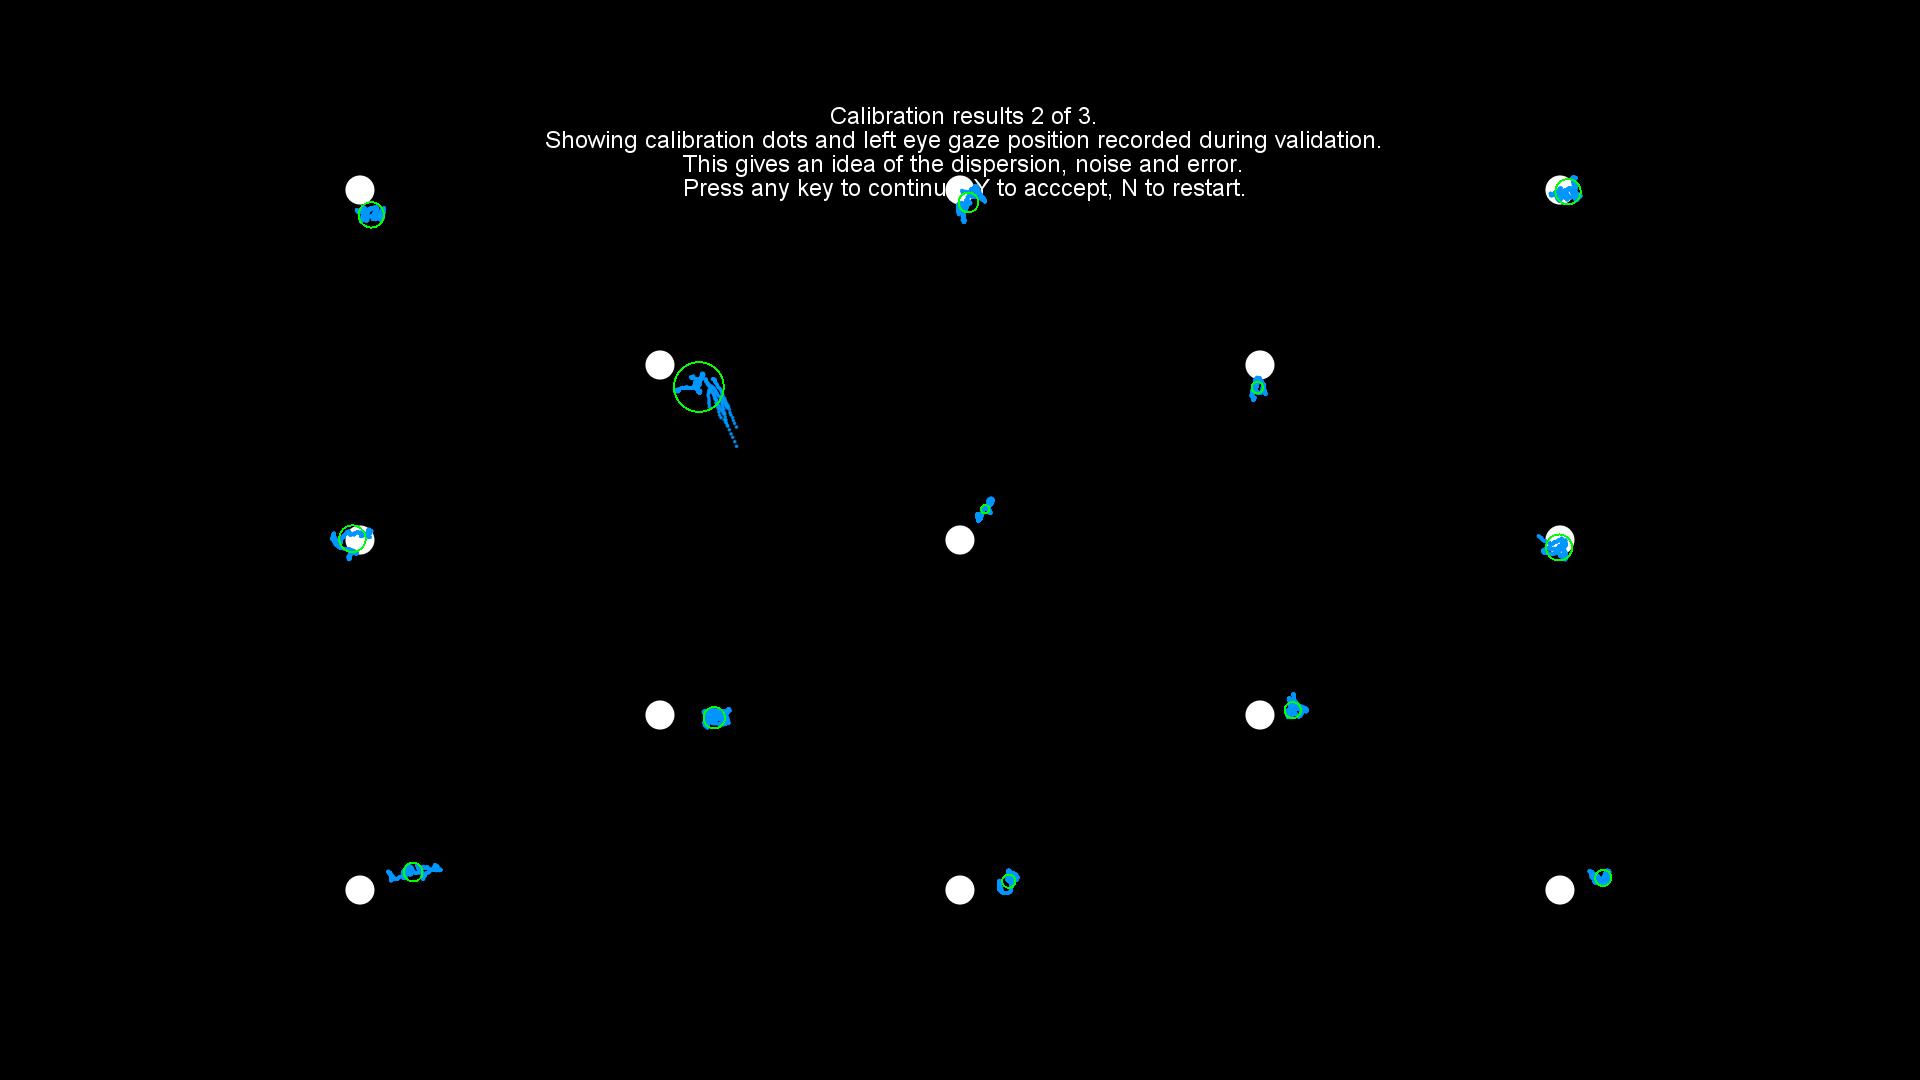 Calibration results 2 of 3.
Showing calibration dots and left eye gaze position recorded during validation.
This gives an idea of the dispersion, noise and error.
Press any key to continu Y to acccept, N to restart.